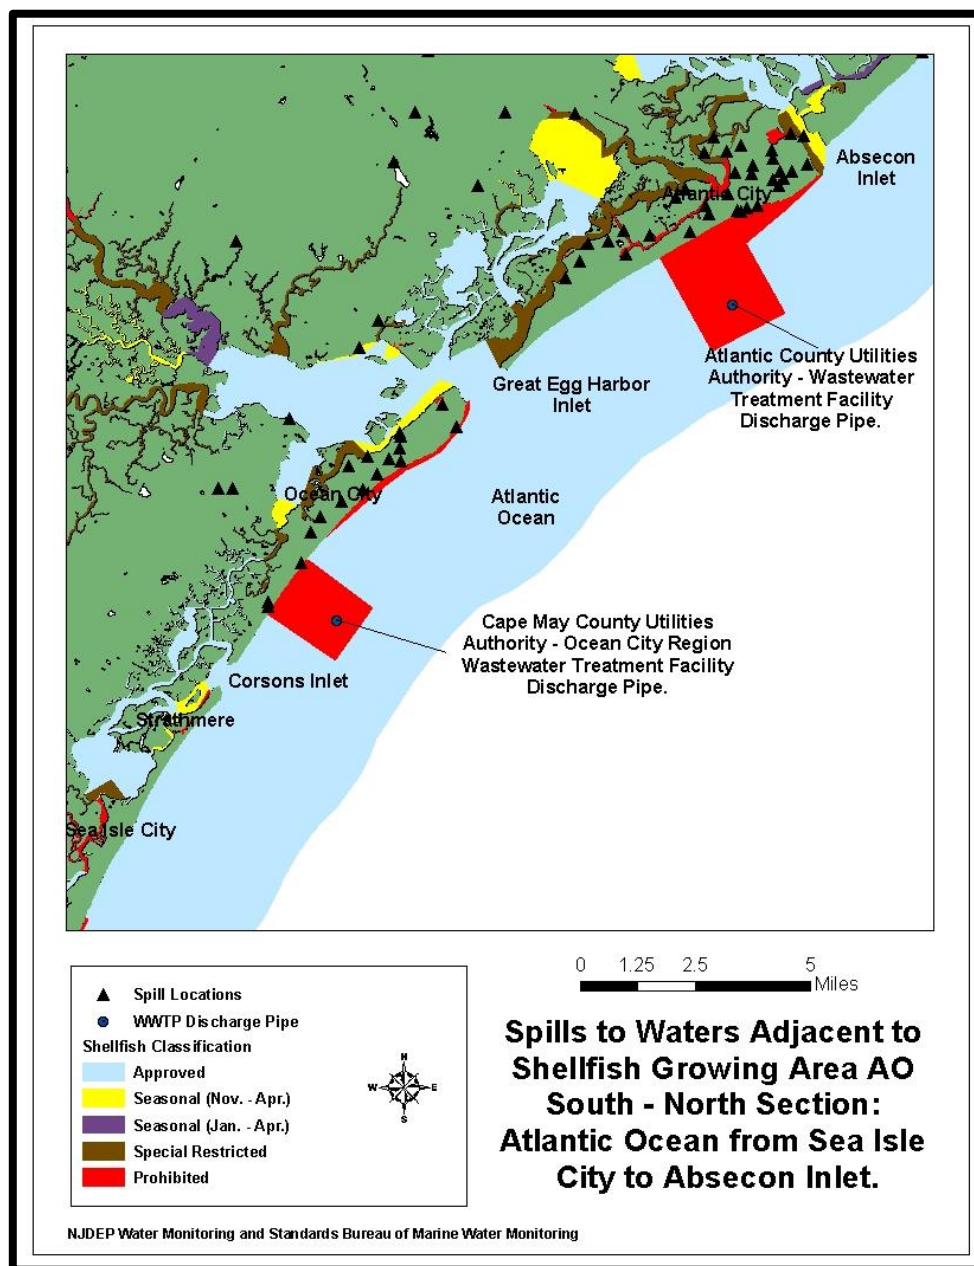 Absecon
Inlet
Atlantic City
Atlantic County Utilities
Authority - Wastewater
Treatment Facility
Discharge Pipe.
Great Egg Harbor
Inlet
Ocean City
Atlantic
Ocean
Cape May County Utilities
Authority - Ocean City Region
Wastewater Treatment Facility
Discharge Pipe.
Corsons Inlet
Strathmere
Sea Isle City
0 1.25 2.5 5
Miles
Spill Locations
WWTP Discharge Pipe
Shellfish Classification
Approved
Seasonal (Nov. - Apr.)
Seasonal (Jan. - Apr.)
Special Restricted
Prohibited
N
W E
S
Spills to Waters Adjacent to
Shellfish Growing Area AO
South - North Section:
Atlantic Ocean from Sea Isle
City to Absecon Inlet.
NJDEP Water Monitoring and Standards Bureau of Marine Water Monitoring